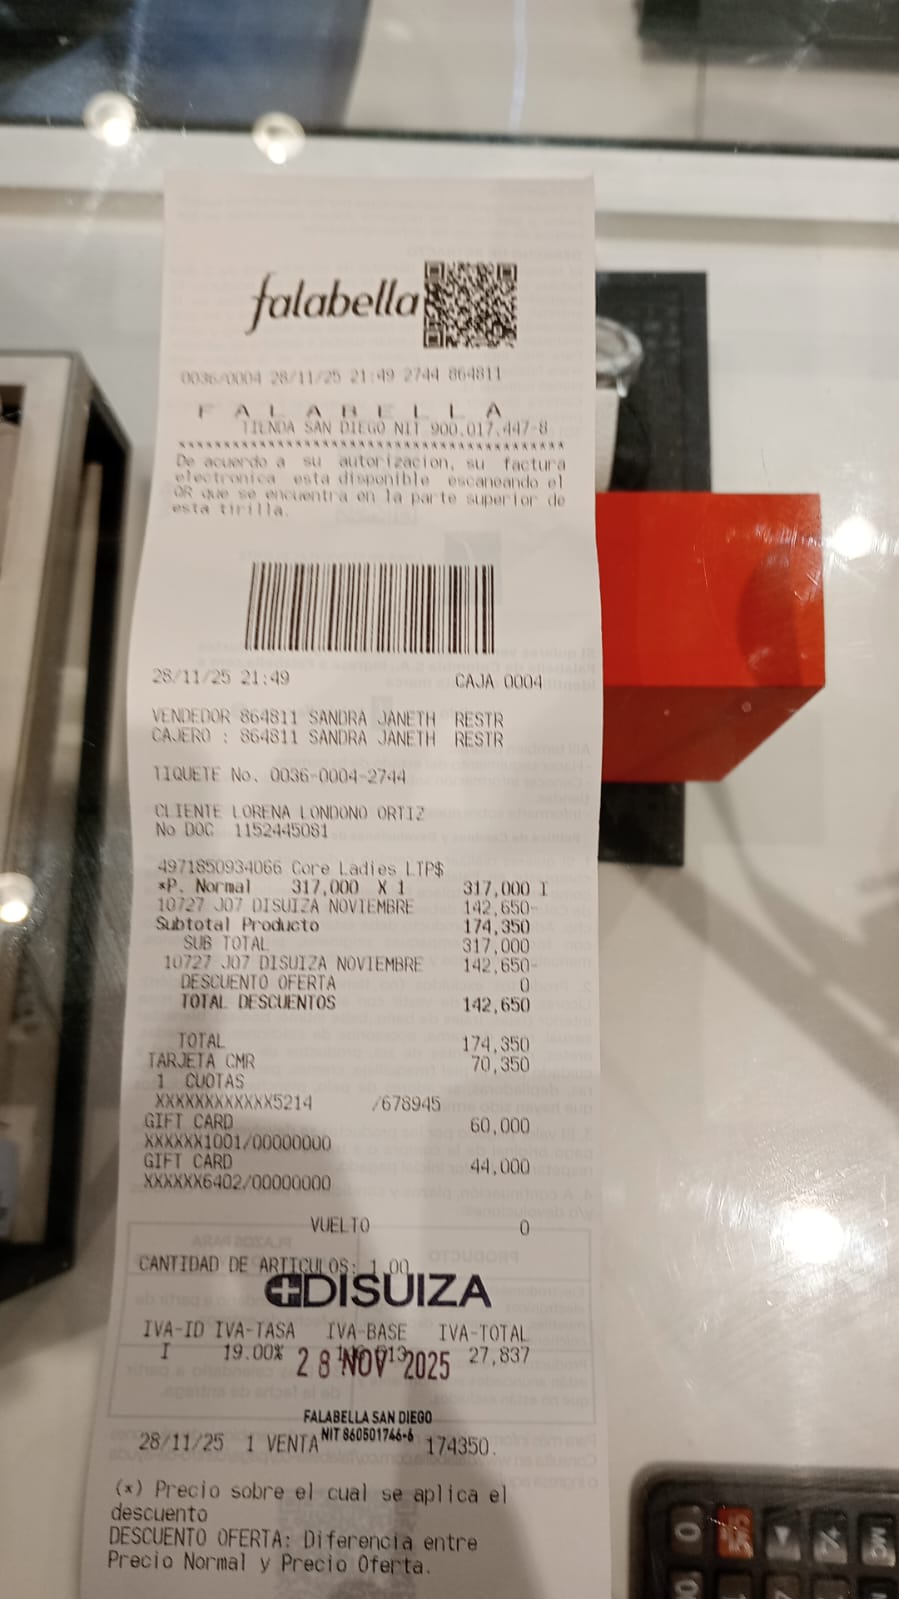 falabella
0036/0004 28/11/25 21:49 2744 864811
F A L A B E L L A
TIENDA SAN DIEGO NIT 900.017.447-8
****************************************************
De acuerdo a su autorizacion, su factura
electronica esta disponible escaneando el
QR que se encuentra en la parte superior de
esta tirilla.
28/11/25 21:49 CAJA 0004
VENDEDOR 864811 SANDRA JANETH RESTR
CAJERO : 864811 SANDRA JANETH RESTR
TIQUETE No. 0036-0004-2744
CLIENTE LORENA LONDONO ORTIZ
No DOC 1152445081
4971850934066 Core Ladies LTP$
*P. Normal 317,000 X 1 317,000 I
10727 J07 DISUIZA NOVIEMBRE 142,650-
Subtotal Producto 174,350
SUB TOTAL 317,000
10727 J07 DISUIZA NOVIEMBRE 142,650-
DESCUENTO OFERTA 0
TOTAL DESCUENTOS 142,650
TOTAL 174,350
TARJETA CMR 70,350
1 CUOTAS
XXXXXXXXXXXX5214 /678945
GIFT CARD 60,000
XXXXXX1001/00000000
GIFT CARD 44,000
XXXXXX6402/00000000
VUELTO 0
CANTIDAD DE ARTICULOS: 1.00
DISUIZA
IVA-ID IVA-TASA IVA-BASE IVA-TOTAL
I 19.00% 27,837
28 NOV 2025
FALABELLA SAN DIEGO
NIT 860501746-6
28/11/25 1 VENTA 174350.
(*) Precio sobre el cual se aplica el
descuento
DESCUENTO OFERTA: Diferencia entre
Precio Normal y Precio Oferta.